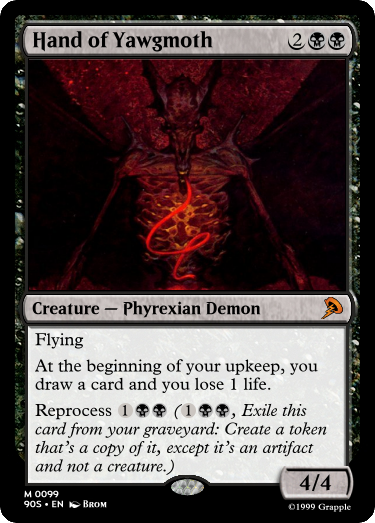 Hand of Yawgmoth 2
Creature — Phyrexian Demon
Flying
At the beginning of your upkeep, you
draw a card and you lose 1 life.
Reprocess 1 (1, Exile this
card from your graveyard: Create a token
that's a copy of it, except it's an artifact
and not a creature.)
4/4
M 0099
90S • EN Brom
©1999 Grapple